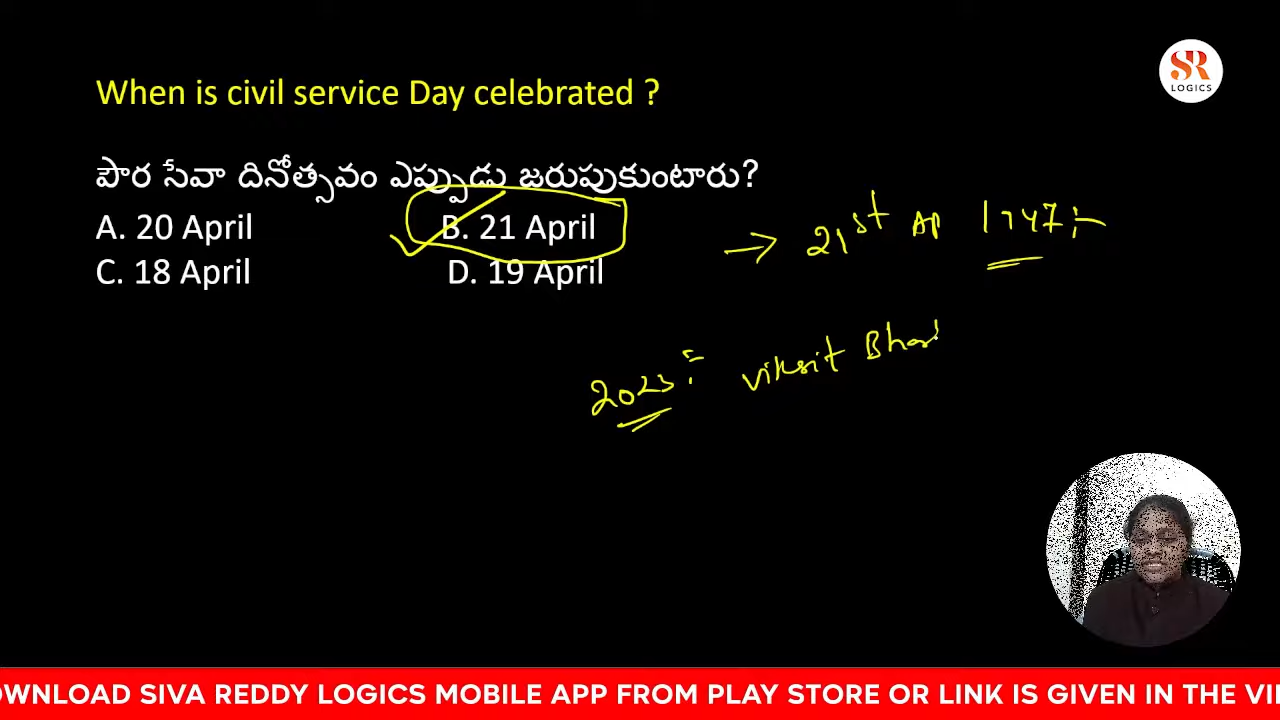 SR
LOGICS
When is civil service Day celebrated ?
పౌర సేవా దినోత్సవం ఎప్పుడు జరుపుకుంటారు?
A. 20 April
B. 21 April
C. 18 April
D. 19 April
→ 21st Ap 1947:-
2023:- Viksit Bhar
OWNLOAD SIVA REDDY LOGICS MOBILE APP FROM PLAY STORE OR LINK IS GIVEN IN THE VI